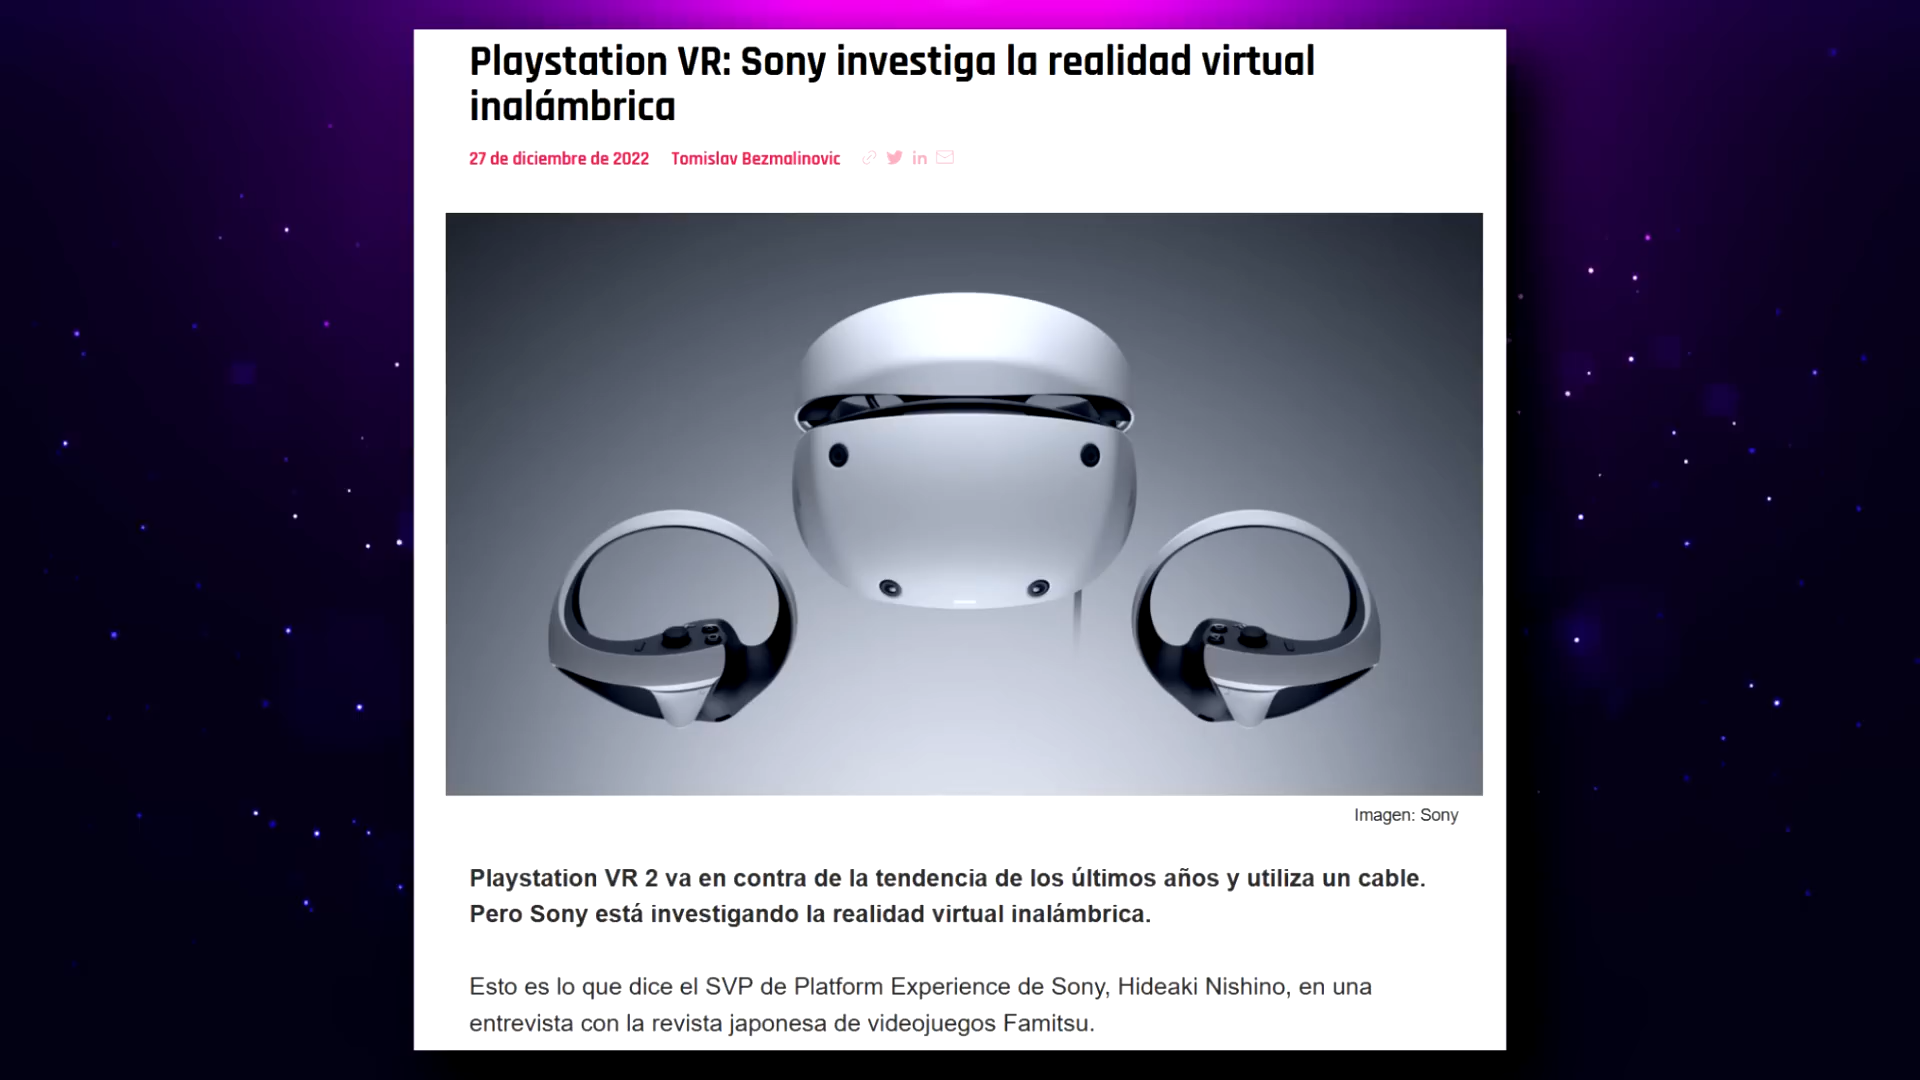 Playstation VR: Sony investiga la realidad virtual
inalámbrica
27 de diciembre de 2022 Tomislav Bezmalinovic in
Imagen: Sony
Playstation VR 2 va en contra de la tendencia de los últimos años y utiliza un cable.
Pero Sony está investigando la realidad virtual inalámbrica.
Esto es lo que dice el SVP de Platform Experience de Sony, Hideaki Nishino, en una
entrevista con la revista japonesa de videojuegos Famitsu.